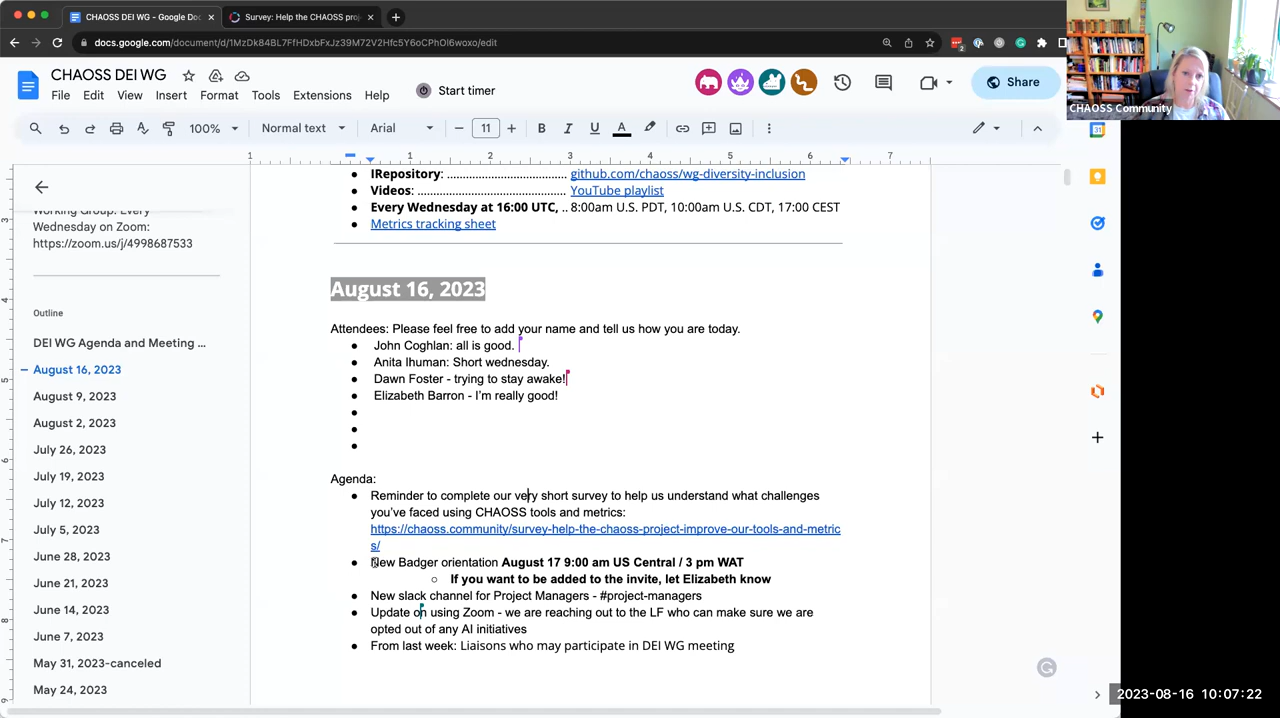 CHAOSS DEI WG - Google Doc
Survey: Help the CHAOSS proj
docs.google.com/document/d/1MzDk84BL7FfHDxbFxJz39M72V2Hfc5Y6oCPhOl6woxo/edit
CHAOSS DEI WG
File Edit View Insert Format Tools Extensions Help
Start timer
Share
CHAOSS Community
100% Normal text Arial 11
1 1 2 3 4 5 6 7
Working Group: Every
Wednesday on Zoom:
https://zoom.us/j/4998687533
Outline
DEI WG Agenda and Meeting ...
August 16, 2023
August 9, 2023
August 2, 2023
July 26, 2023
July 19, 2023
July 12, 2023
July 5, 2023
June 28, 2023
June 21, 2023
June 14, 2023
June 7, 2023
May 31, 2023-canceled
May 24, 2023
IRepository: .................................. github.com/chaoss/wg-diversity-inclusion
Videos: ......................................... YouTube playlist
Every Wednesday at 16:00 UTC, .. 8:00am U.S. PDT, 10:00am U.S. CDT, 17:00 CEST
Metrics tracking sheet
August 16, 2023
Attendees: Please feel free to add your name and tell us how you are today.
John Coghlan: all is good.
Anita Ihuman: Short wednesday.
Dawn Foster - trying to stay awake!
Elizabeth Barron - I'm really good!
Agenda:
Reminder to complete our very short survey to help us understand what challenges
you've faced using CHAOSS tools and metrics:
https://chaoss.community/survey-help-the-chaoss-project-improve-our-tools-and-metric
s/
New Badger orientation August 17 9:00 am US Central / 3 pm WAT
If you want to be added to the invite, let Elizabeth know
New slack channel for Project Managers - #project-managers
Update on using Zoom - we are reaching out to the LF who can make sure we are
opted out of any AI initiatives
From last week: Liaisons who may participate in DEI WG meeting
2023-08-16 10:07:22